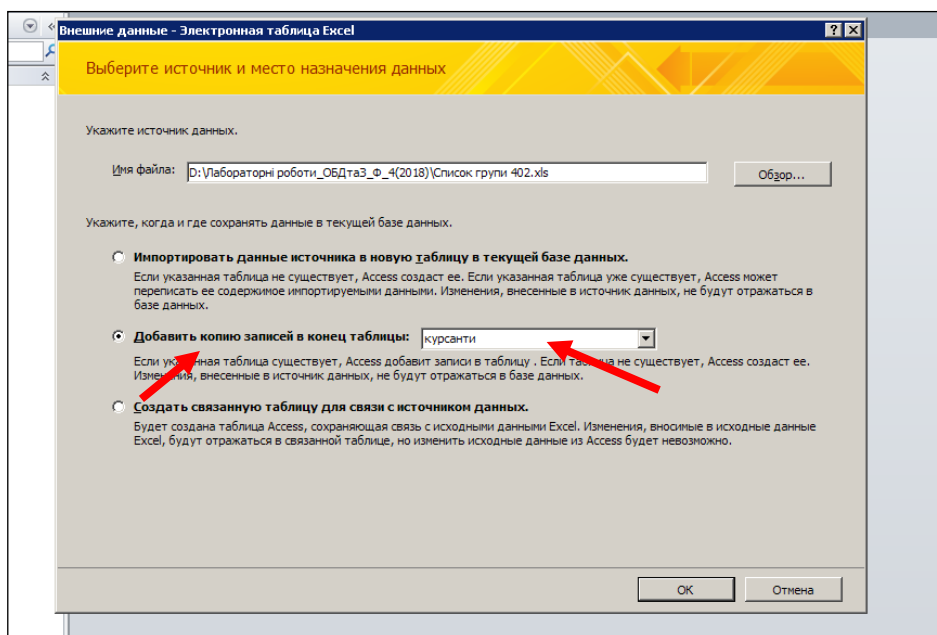 Внешние данные - Электронная таблица Excel
Выберите источник и место назначения данных
Укажите источник данных.
Имя файла: D:\Лабораторні роботи_ОБДтаЗ_Ф_4(2018)\Список групи 402.xls Обзор...
Укажите, когда и где сохранять данные в текущей базе данных.
Импортировать данные источника в новую таблицу в текущей базе данных.
Если указанная таблица не существует, Access создаст ее. Если указанная таблица уже существует, Access может
переписать ее содержимое импортируемыми данными. Изменения, внесенные в источник данных, не будут отражаться в
базе данных.
Добавить копию записей в конец таблицы: курсанти
Если указанная таблица существует, Access добавит записи в таблицу . Если таблица не существует, Access создаст ее.
Изменения, внесенные в источник данных, не будут отражаться в базе данных.
Создать связанную таблицу для связи с источником данных.
Будет создана таблица Access, сохраняющая связь с исходными данными Excel. Изменения, вносимые в исходные данные
Excel, будут отражаться в связанной таблице, но изменить исходные данные из Access будет невозможно.
ОК Отмена